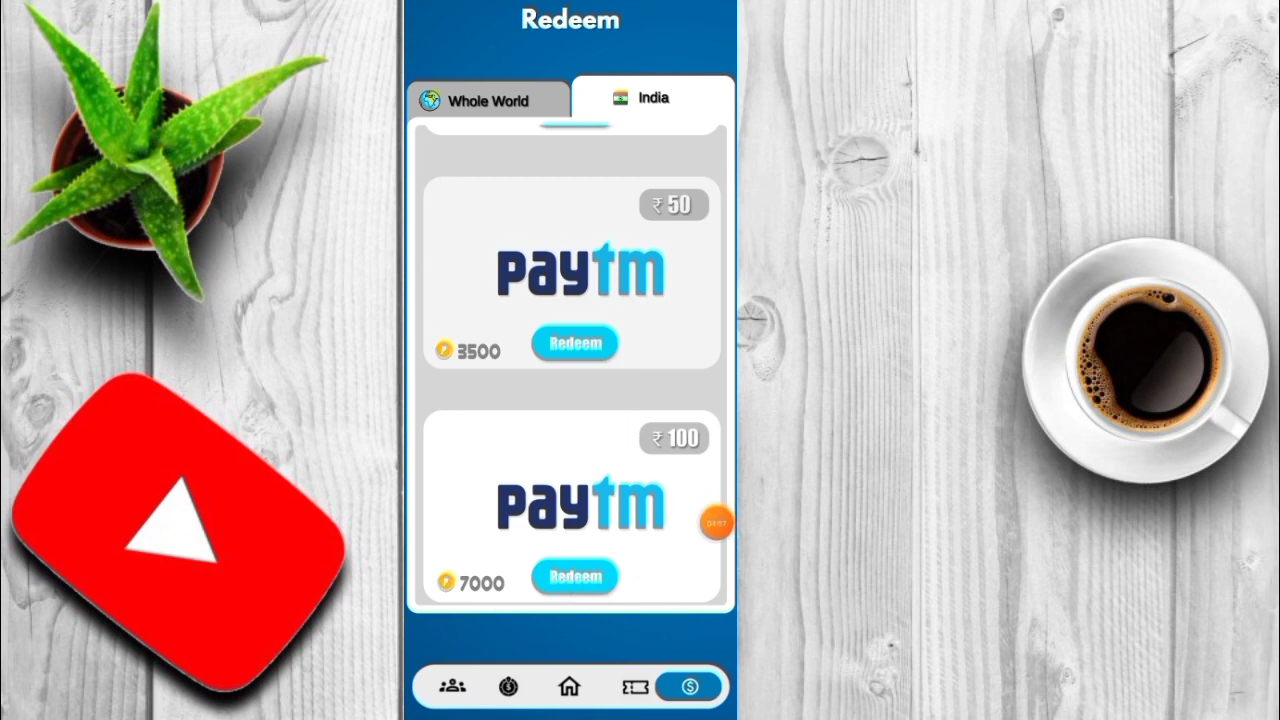 Redeem
Whole World
India
₹ 50
paytm
3500
Redeem
₹ 100
paytm
7000
Redeem